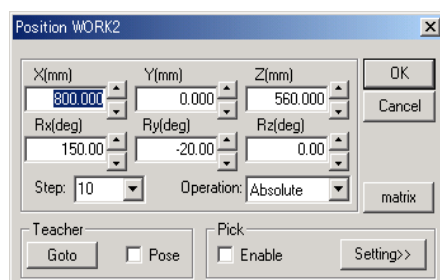 Position WORK2
X(mm) Y(mm) Z(mm) OK
800.000 0.000 560.000 Cancel
Rx(deg) Ry(deg) Rz(deg)
150.00 -20.00 0.00
Step: 10 Operation: Absolute matrix
Teacher Pick
Goto Pose Enable Setting>>